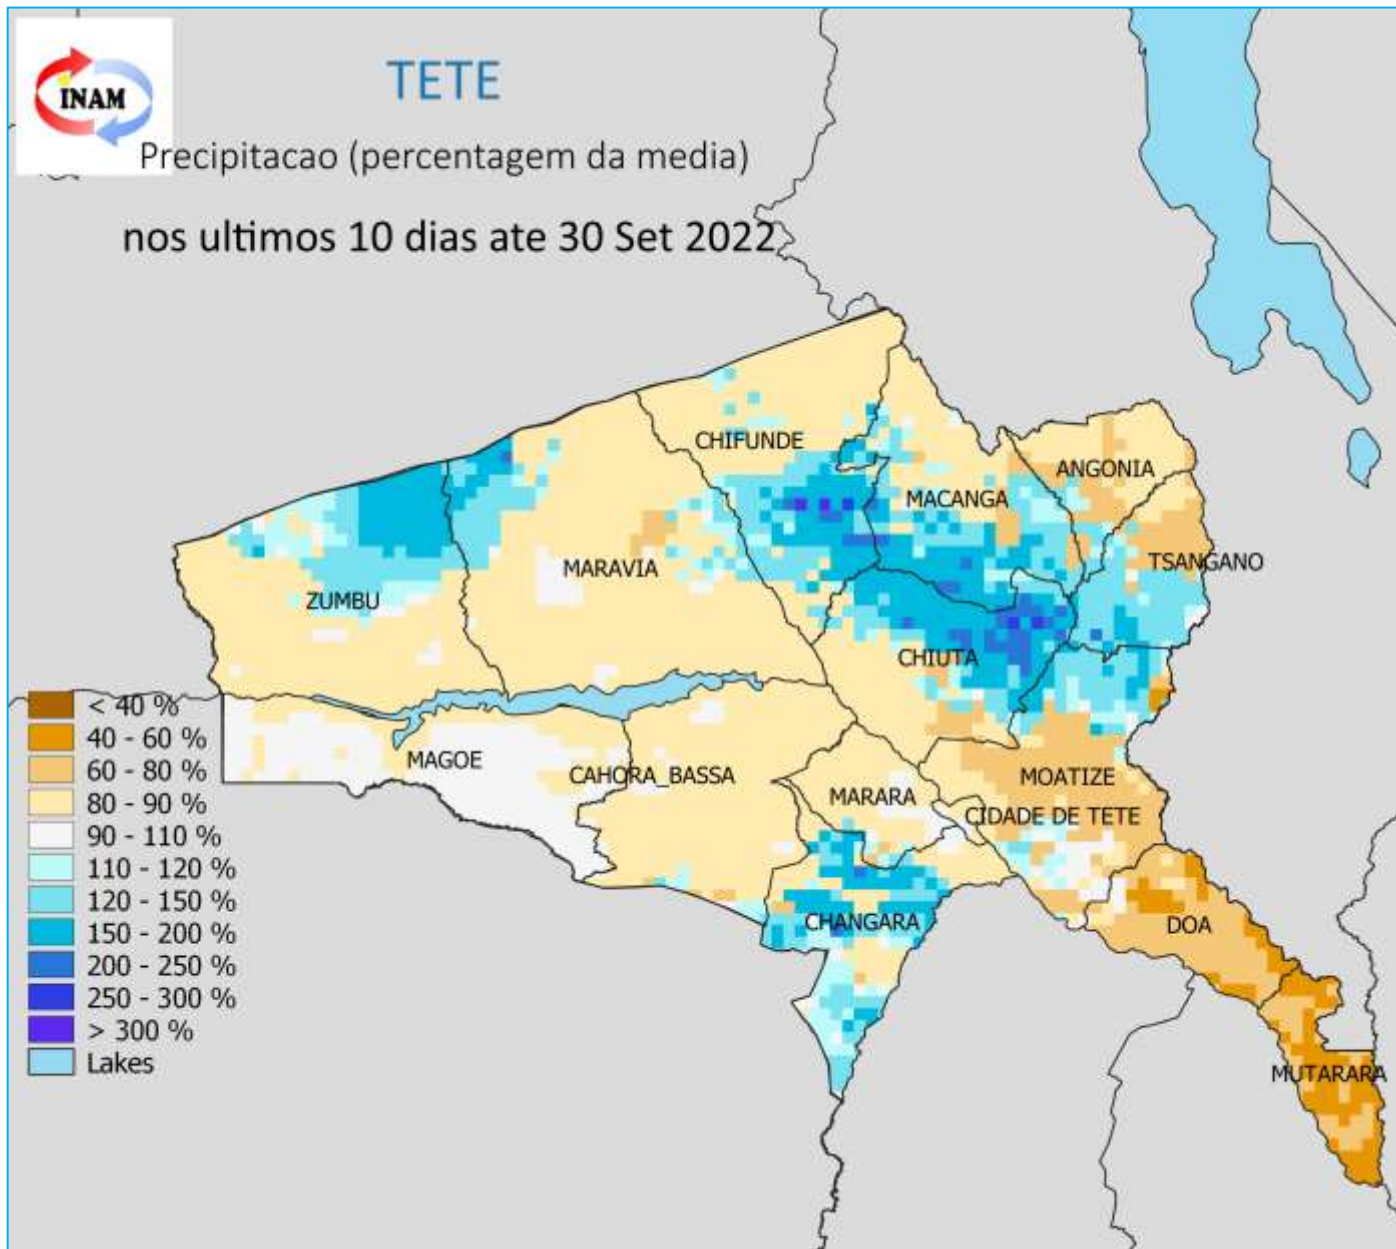 INAM
TETE
Precipitacao (percentagem da media)
nos ultimos 10 dias ate 30 Set 2022
CHIFUNDE
ANGONIA
MACANGA
TSANGANO
MARAVIA
ZUMBU
CHIUTA
MAGOE
CAHORA_BASSA
MOATIZE
MARARA
CIDADE DE TETE
CHANGARA
DOA
MUTARARA
< 40 %
40 - 60 %
60 - 80 %
80 - 90 %
90 - 110 %
110 - 120 %
120 - 150 %
150 - 200 %
200 - 250 %
250 - 300 %
> 300 %
Lakes